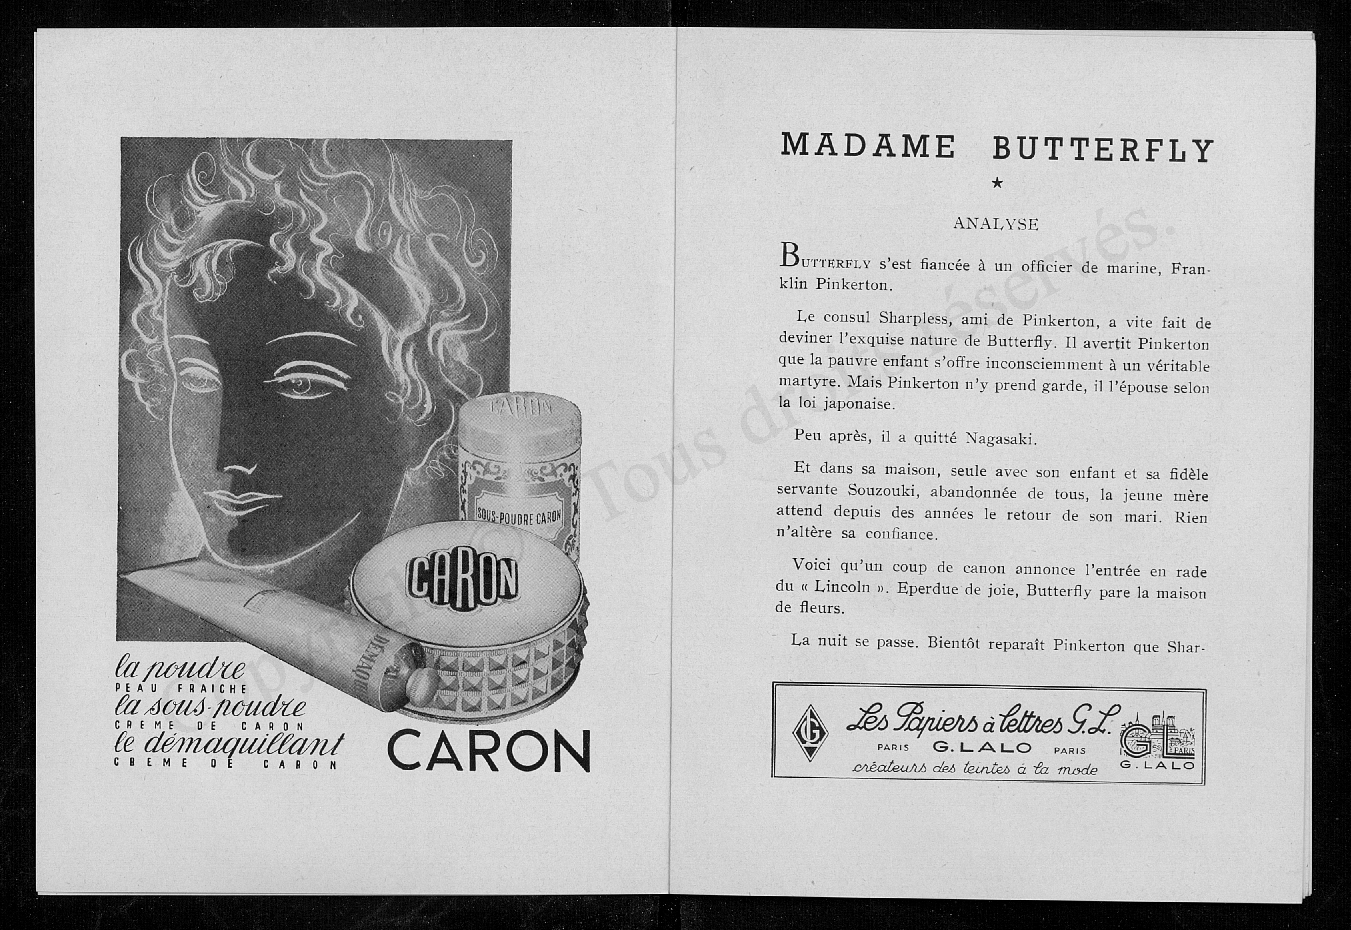 CARON
SOUS-POUDRE CARON
CARON
la poudre
PEAU FRAICHE
la sous-poudre
CREME DE CARON
le démaquillant
CREME DE CARON
CARON
MADAME BUTTERFLY
★
ANALYSE
BUTTERFLY s'est fiancée à un officier de marine, Fran-
klin Pinkerton.
Le consul Sharpless, ami de Pinkerton, a vite fait de
deviner l'exquise nature de Butterfly. Il avertit Pinkerton
que la pauvre enfant s'offre inconsciemment à un véritable
martyre. Mais Pinkerton n'y prend garde, il l'épouse selon
la loi japonaise.
Peu après, il a quitté Nagasaki.
Et dans sa maison, seule avec son enfant et sa fidèle
servante Souzouki, abandonnée de tous, la jeune mère
attend depuis des années le retour de son mari. Rien
n'altère sa confiance.
Voici qu'un coup de canon annonce l'entrée en rade
du « Lincoln ». Eperdue de joie, Butterfly pare la maison
de fleurs.
La nuit se passe. Bientôt reparaît Pinkerton que Shar-
Les Papiers à lettres G.L.
PARIS G. LALO PARIS
créateurs des teintes à la mode
GL
PARIS
G. LALO
© Tous droits réservés.